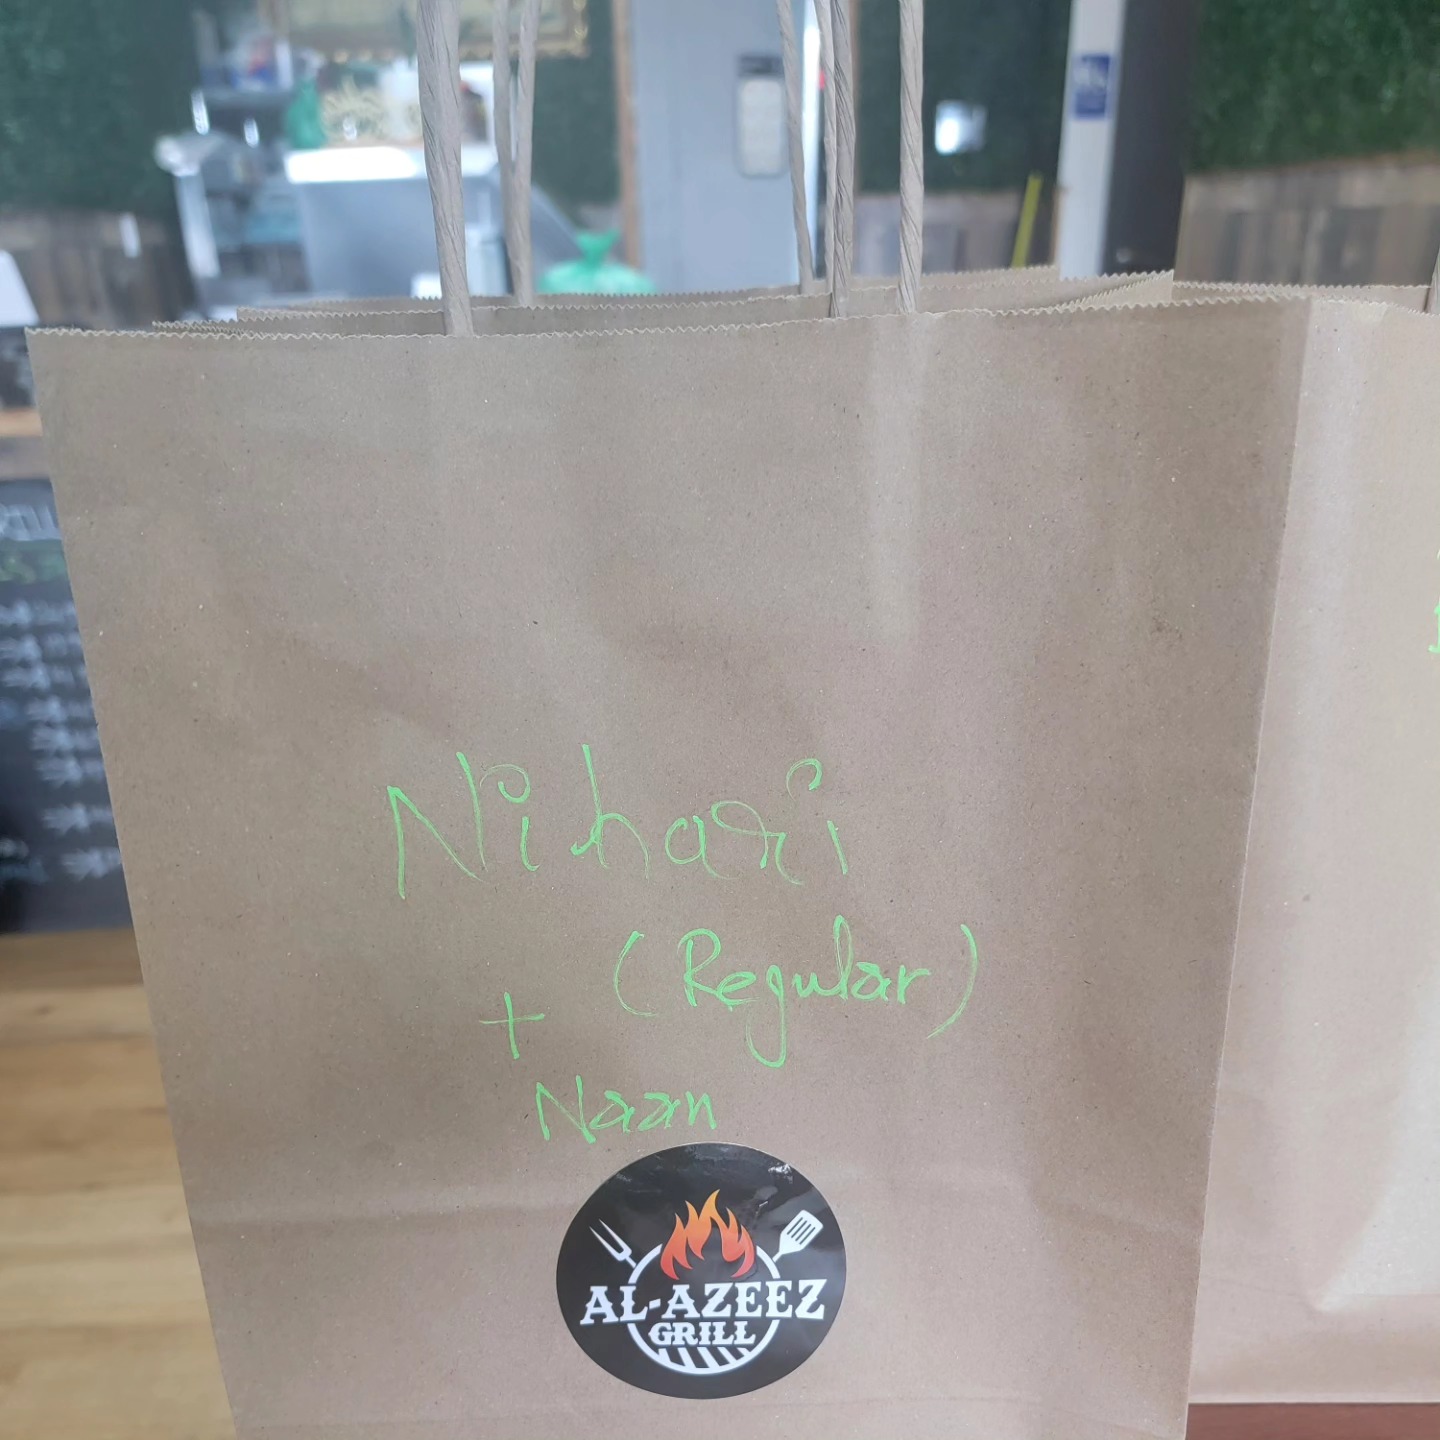 Nihari
(Regular)
+
Naan
AL-AZEEZ
GRILL